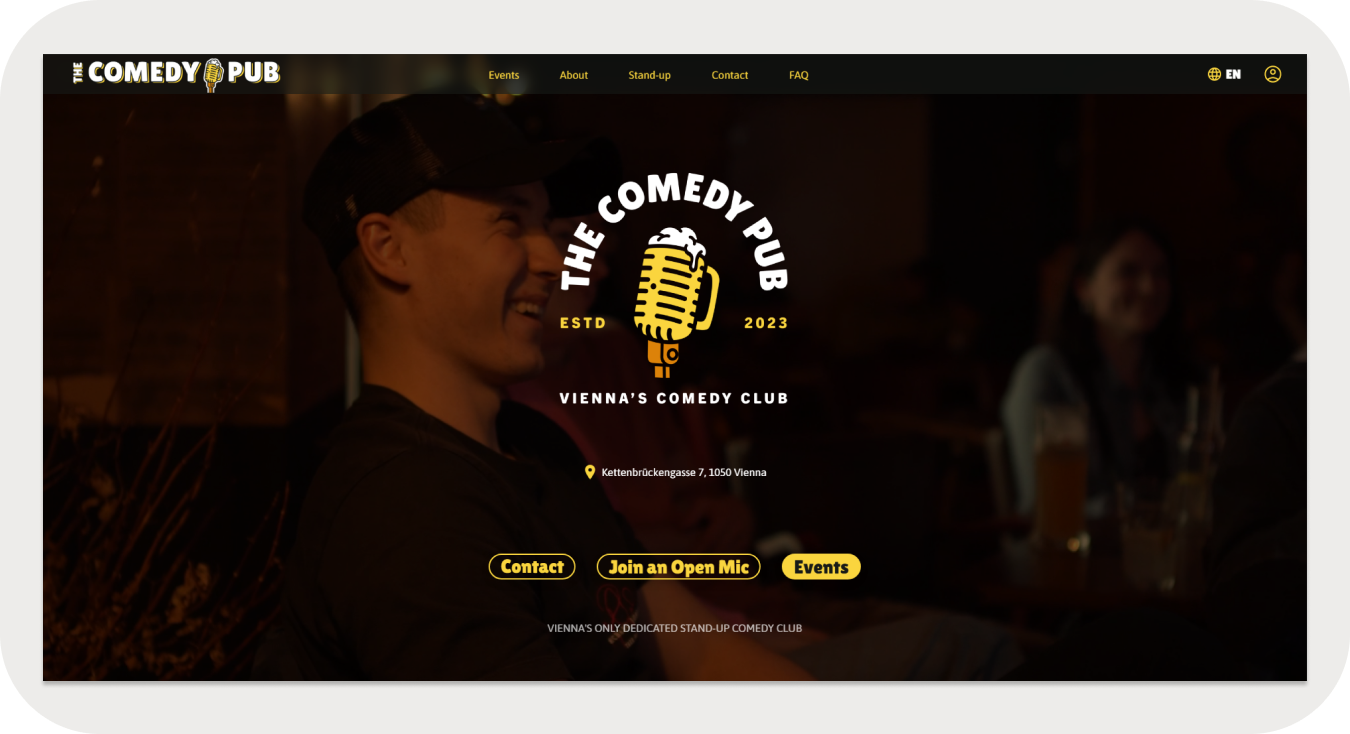 THE COMEDY PUB
Events About Stand-up Contact FAQ
EN
THE COMEDY PUB
ESTD 2023
VIENNA'S COMEDY CLUB
Kettenbrückengasse 7, 1050 Vienna
Contact Join an Open Mic Events
VIENNA'S ONLY DEDICATED STAND-UP COMEDY CLUB